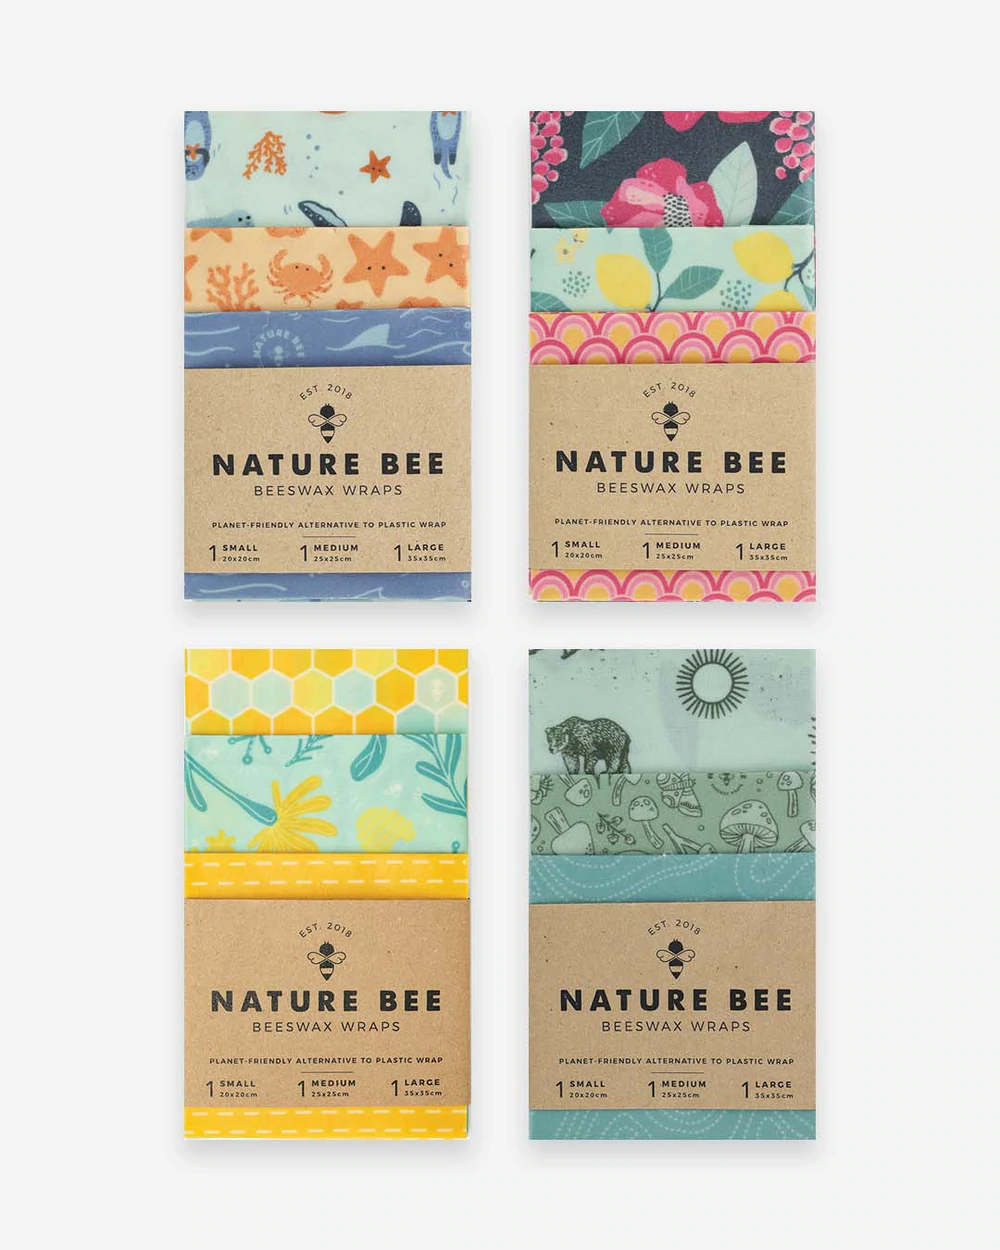 NATURE BEE
EST. 2018
NATURE BEE
BEESWAX WRAPS
PLANET-FRIENDLY ALTERNATIVE TO PLASTIC WRAP
1 SMALL 20x20cm
1 MEDIUM 25x25cm
1 LARGE 35x35cm
EST. 2018
NATURE BEE
BEESWAX WRAPS
PLANET-FRIENDLY ALTERNATIVE TO PLASTIC WRAP
1 SMALL 20x20cm
1 MEDIUM 25x25cm
1 LARGE 35x35cm
EST. 2018
NATURE BEE
BEESWAX WRAPS
PLANET-FRIENDLY ALTERNATIVE TO PLASTIC WRAP
1 SMALL 20x20cm
1 MEDIUM 25x25cm
1 LARGE 35x35cm
EST. 2018
NATURE BEE
BEESWAX WRAPS
PLANET-FRIENDLY ALTERNATIVE TO PLASTIC WRAP
1 SMALL 20x20cm
1 MEDIUM 25x25cm
1 LARGE 35x35cm